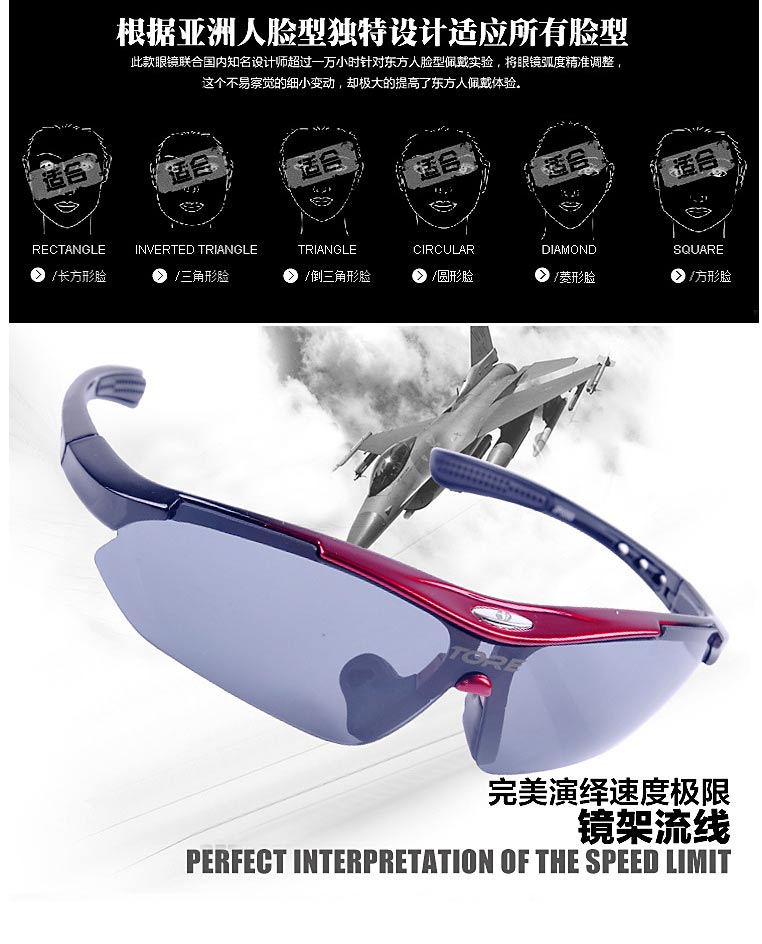 根据亚洲人脸型独特设计适应所有脸型
此款眼镜联合国内知名设计师超过一万小时针对东方人脸型佩戴实验，将眼镜弧度精准调整，
这个不易察觉的细小变动，却极大的提高了东方人佩戴体验。
适合 适合 适合 适合 适合 适合
RECTANGLE INVERTED TRIANGLE TRIANGLE CIRCULAR DIAMOND SQUARE
/长方形脸 /三角形脸 /倒三角形脸 /圆形脸 /菱形脸 /方形脸
TORE
完美演绎速度极限
镜架流线
PERFECT INTERPRETATION OF THE SPEED LIMIT